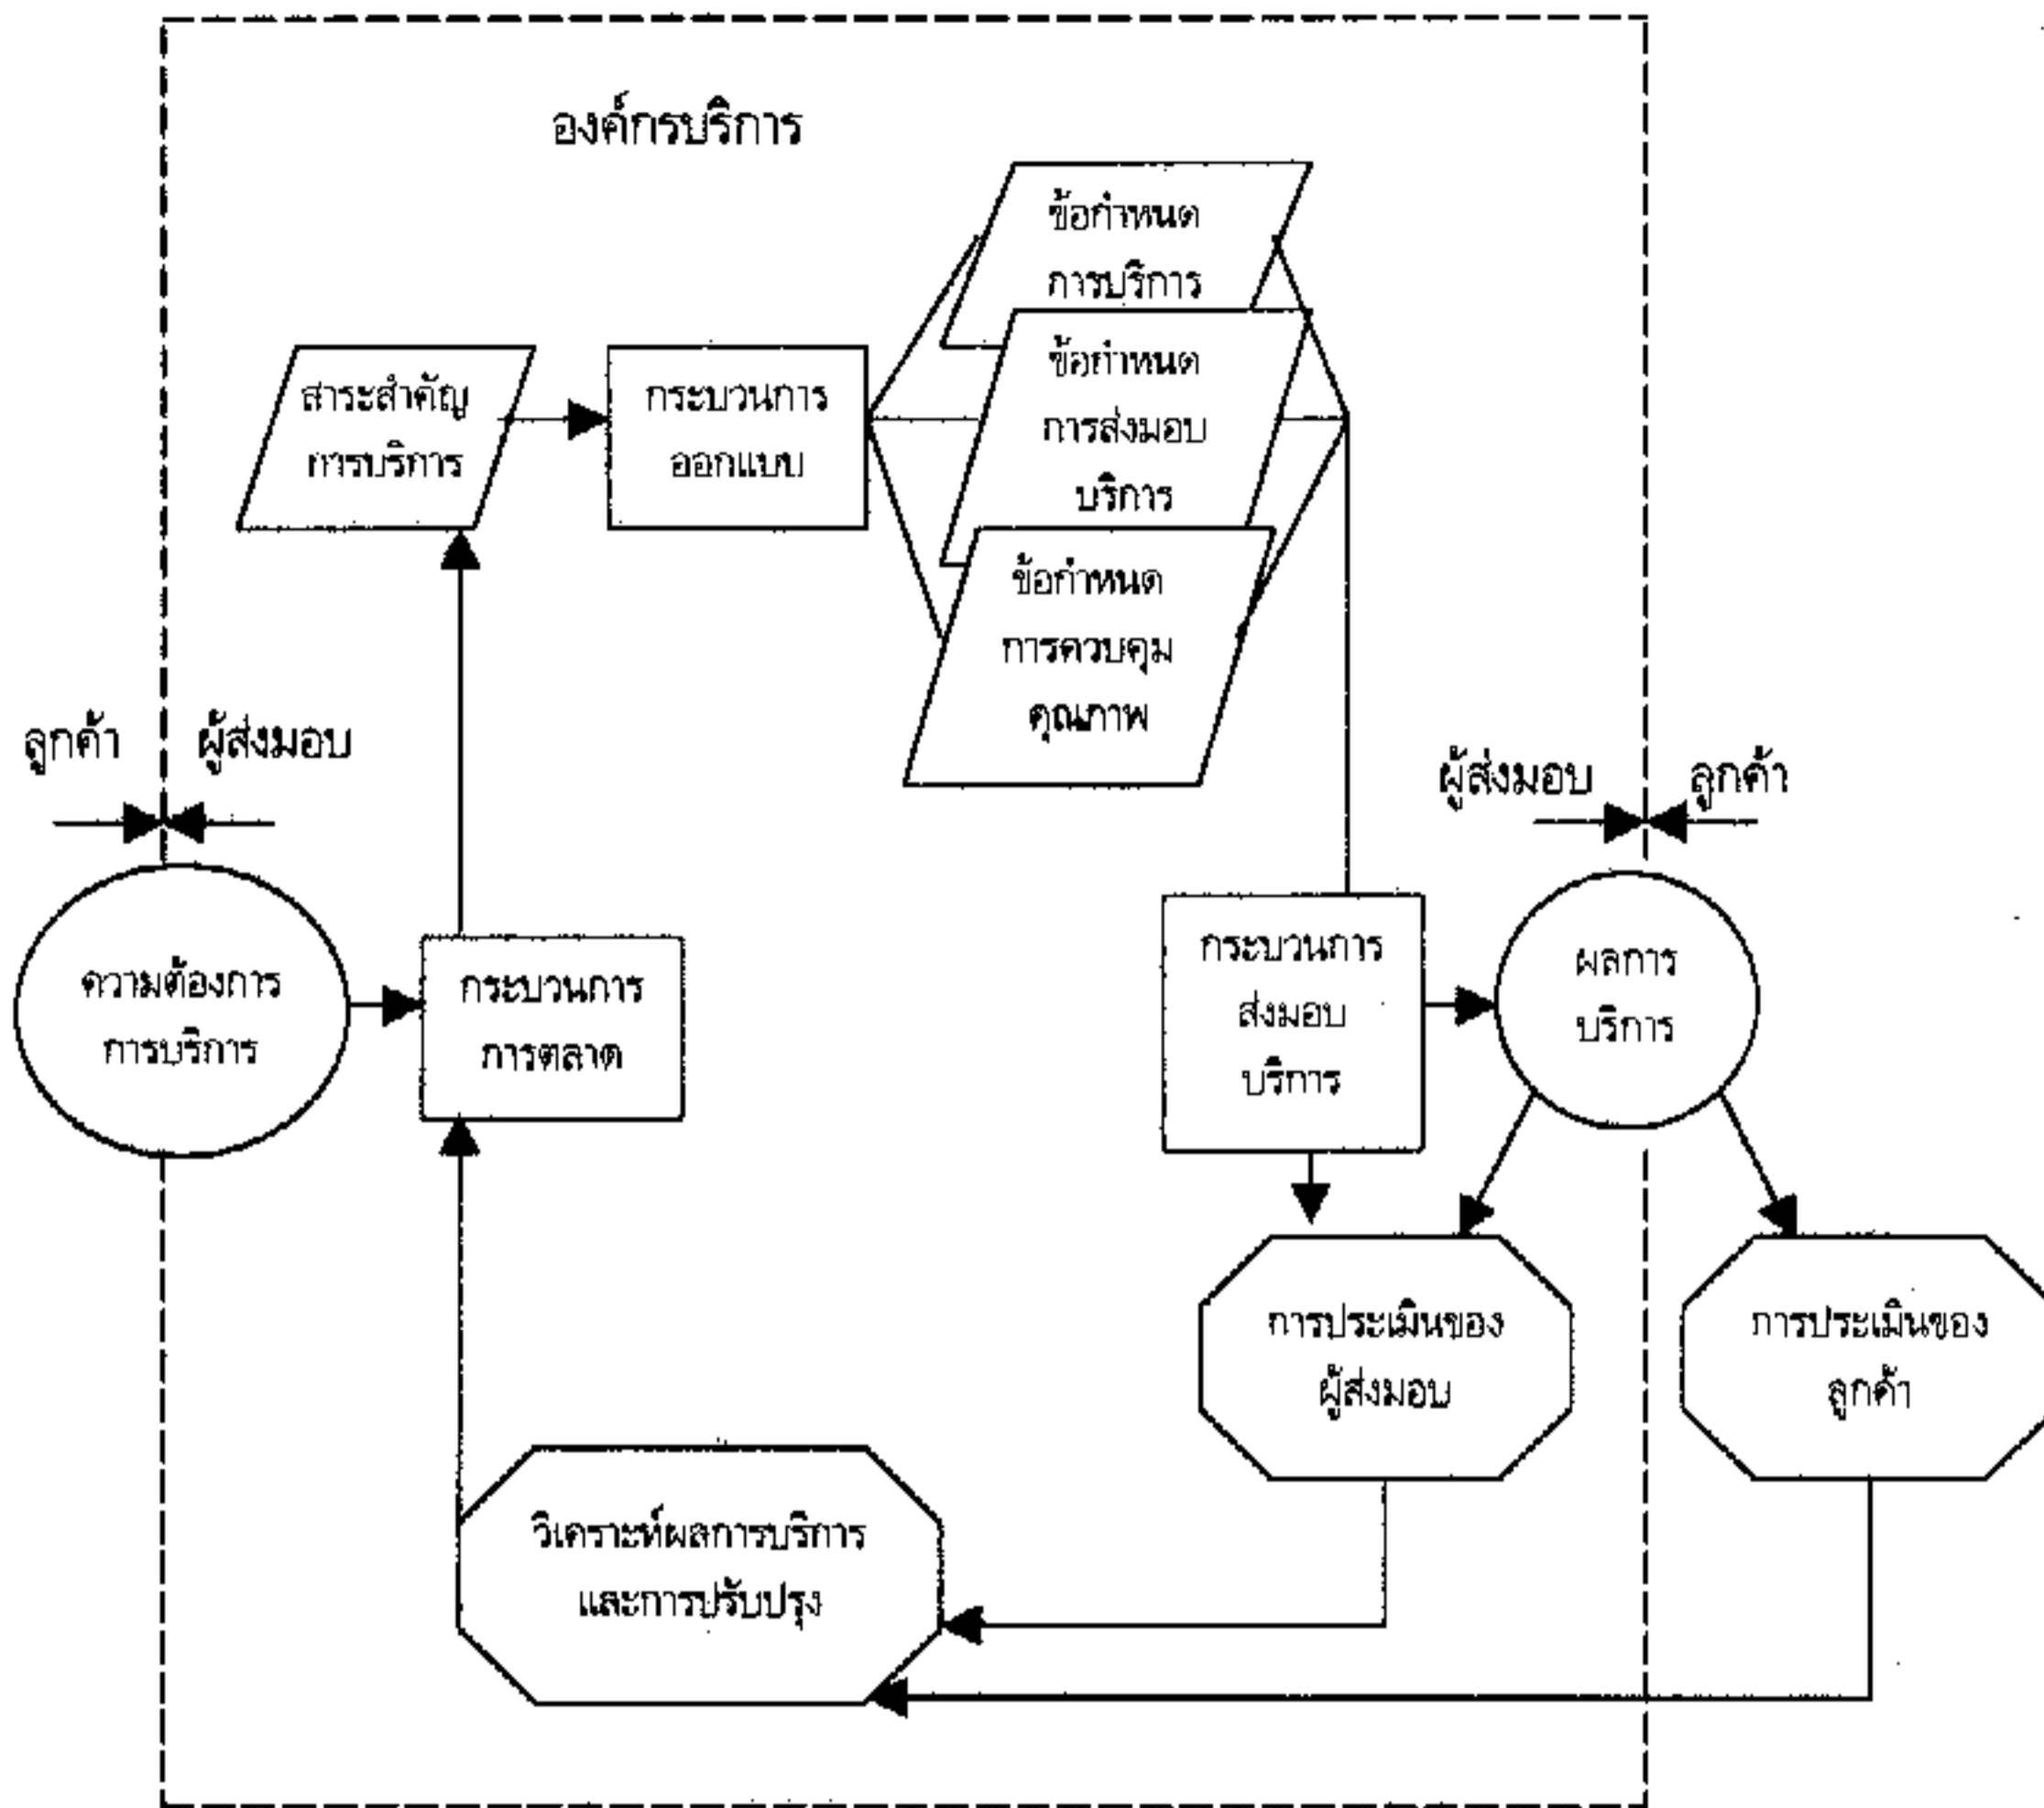 องค์กรบริการ
ข้อกำหนด
การบริการ
ข้อกำหนด
การส่งมอบ
บริการ
ข้อกำหนด
การควบคุม
คุณภาพ
สาระสำคัญ
การบริการ
กระบวนการ
ออกแบบ
ลูกค้า
ผู้ส่งมอบ
ผู้ส่งมอบ
ลูกค้า
ความต้องการ
การบริการ
กระบวนการ
การตลาด
กระบวนการ
ส่งมอบ
บริการ
ผลการ
บริการ
การประเมินของ
ผู้ส่งมอบ
การประเมินของ
ลูกค้า
วิเคราะห์ผลการบริการ
และการปรับปรุง